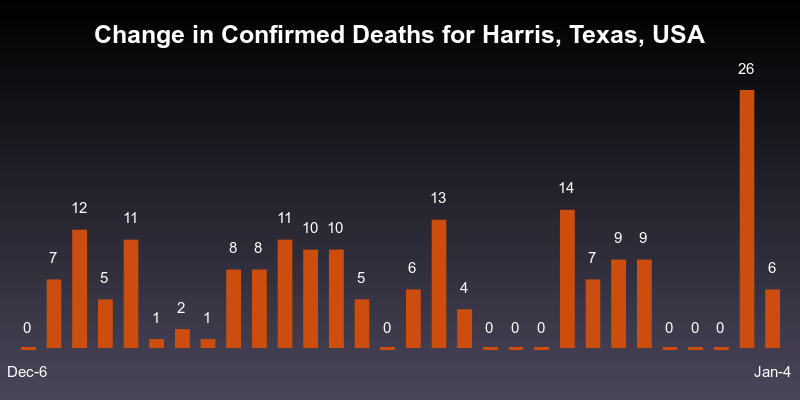 Change in Confirmed Deaths for Harris, Texas, USA
0 7 12 5 11 1 2 1 8 8 11 10 10 5 0 6 13 4 0 0 0 14 7 9 9 0 0 0 26 6
Dec-6 Jan-4